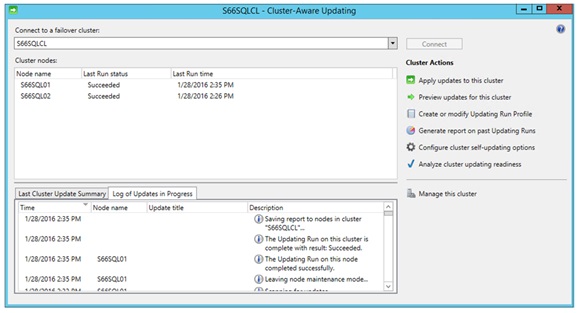 S66SQLCL - Cluster-Aware Updating
Connect to a failover cluster:
S66SQLCL
Connect
Cluster nodes:
Node name Last Run status Last Run time
S66SQL01 Succeeded 1/28/2016 2:35 PM
S66SQL02 Succeeded 1/28/2016 2:26 PM
Cluster Actions
Apply updates to this cluster
Preview updates for this cluster
Create or modify Updating Run Profile
Generate report on past Updating Runs
Configure cluster self-updating options
Analyze cluster updating readiness
Manage this cluster
Last Cluster Update Summary Log of Updates in Progress
Time Node name Update title Description
1/28/2016 2:35 PM Saving report to nodes in cluster
"S66SQLCL"...
1/28/2016 2:35 PM The Updating Run on this cluster is
complete with result: Succeeded.
1/28/2016 2:35 PM S66SQL01 The Updating Run on this node
completed successfully.
1/28/2016 2:35 PM S66SQL01 Leaving node maintenance mode...